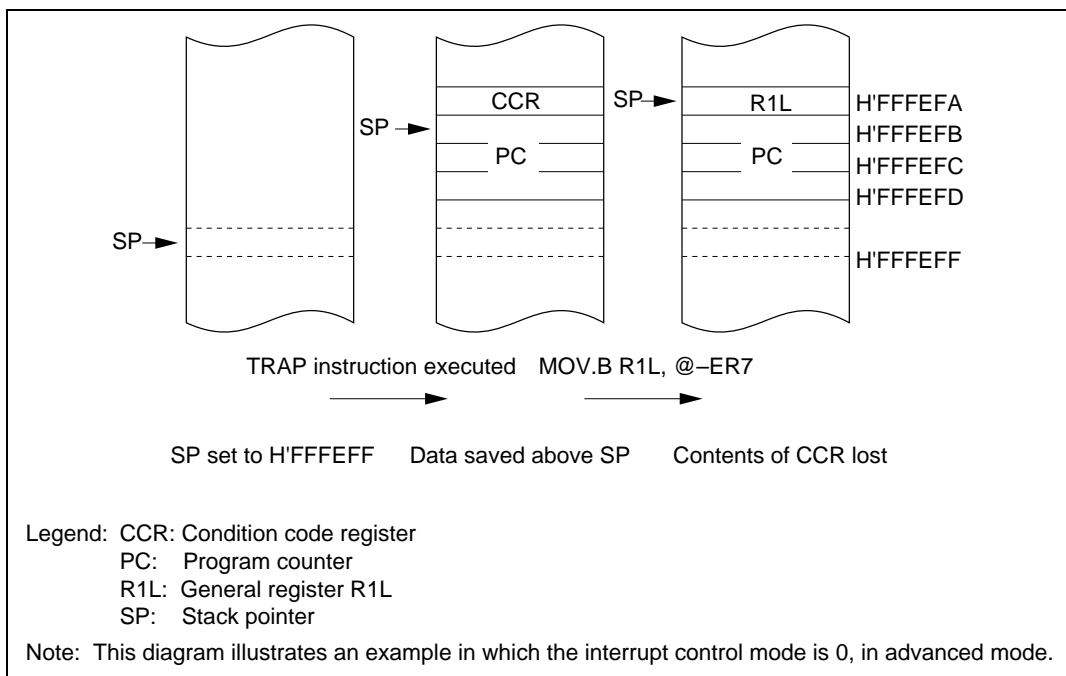 CCR
SP
R1L
H'FFFEFA
SP
H'FFFEFB
PC
PC
H'FFFEFC
H'FFFEFD
SP
H'FFFEFF
TRAP instruction executed
MOV.B R1L, @–ER7
SP set to H'FFFEFF
Data saved above SP
Contents of CCR lost
Legend: CCR: Condition code register
PC: Program counter
R1L: General register R1L
SP: Stack pointer
Note: This diagram illustrates an example in which the interrupt control mode is 0, in advanced mode.